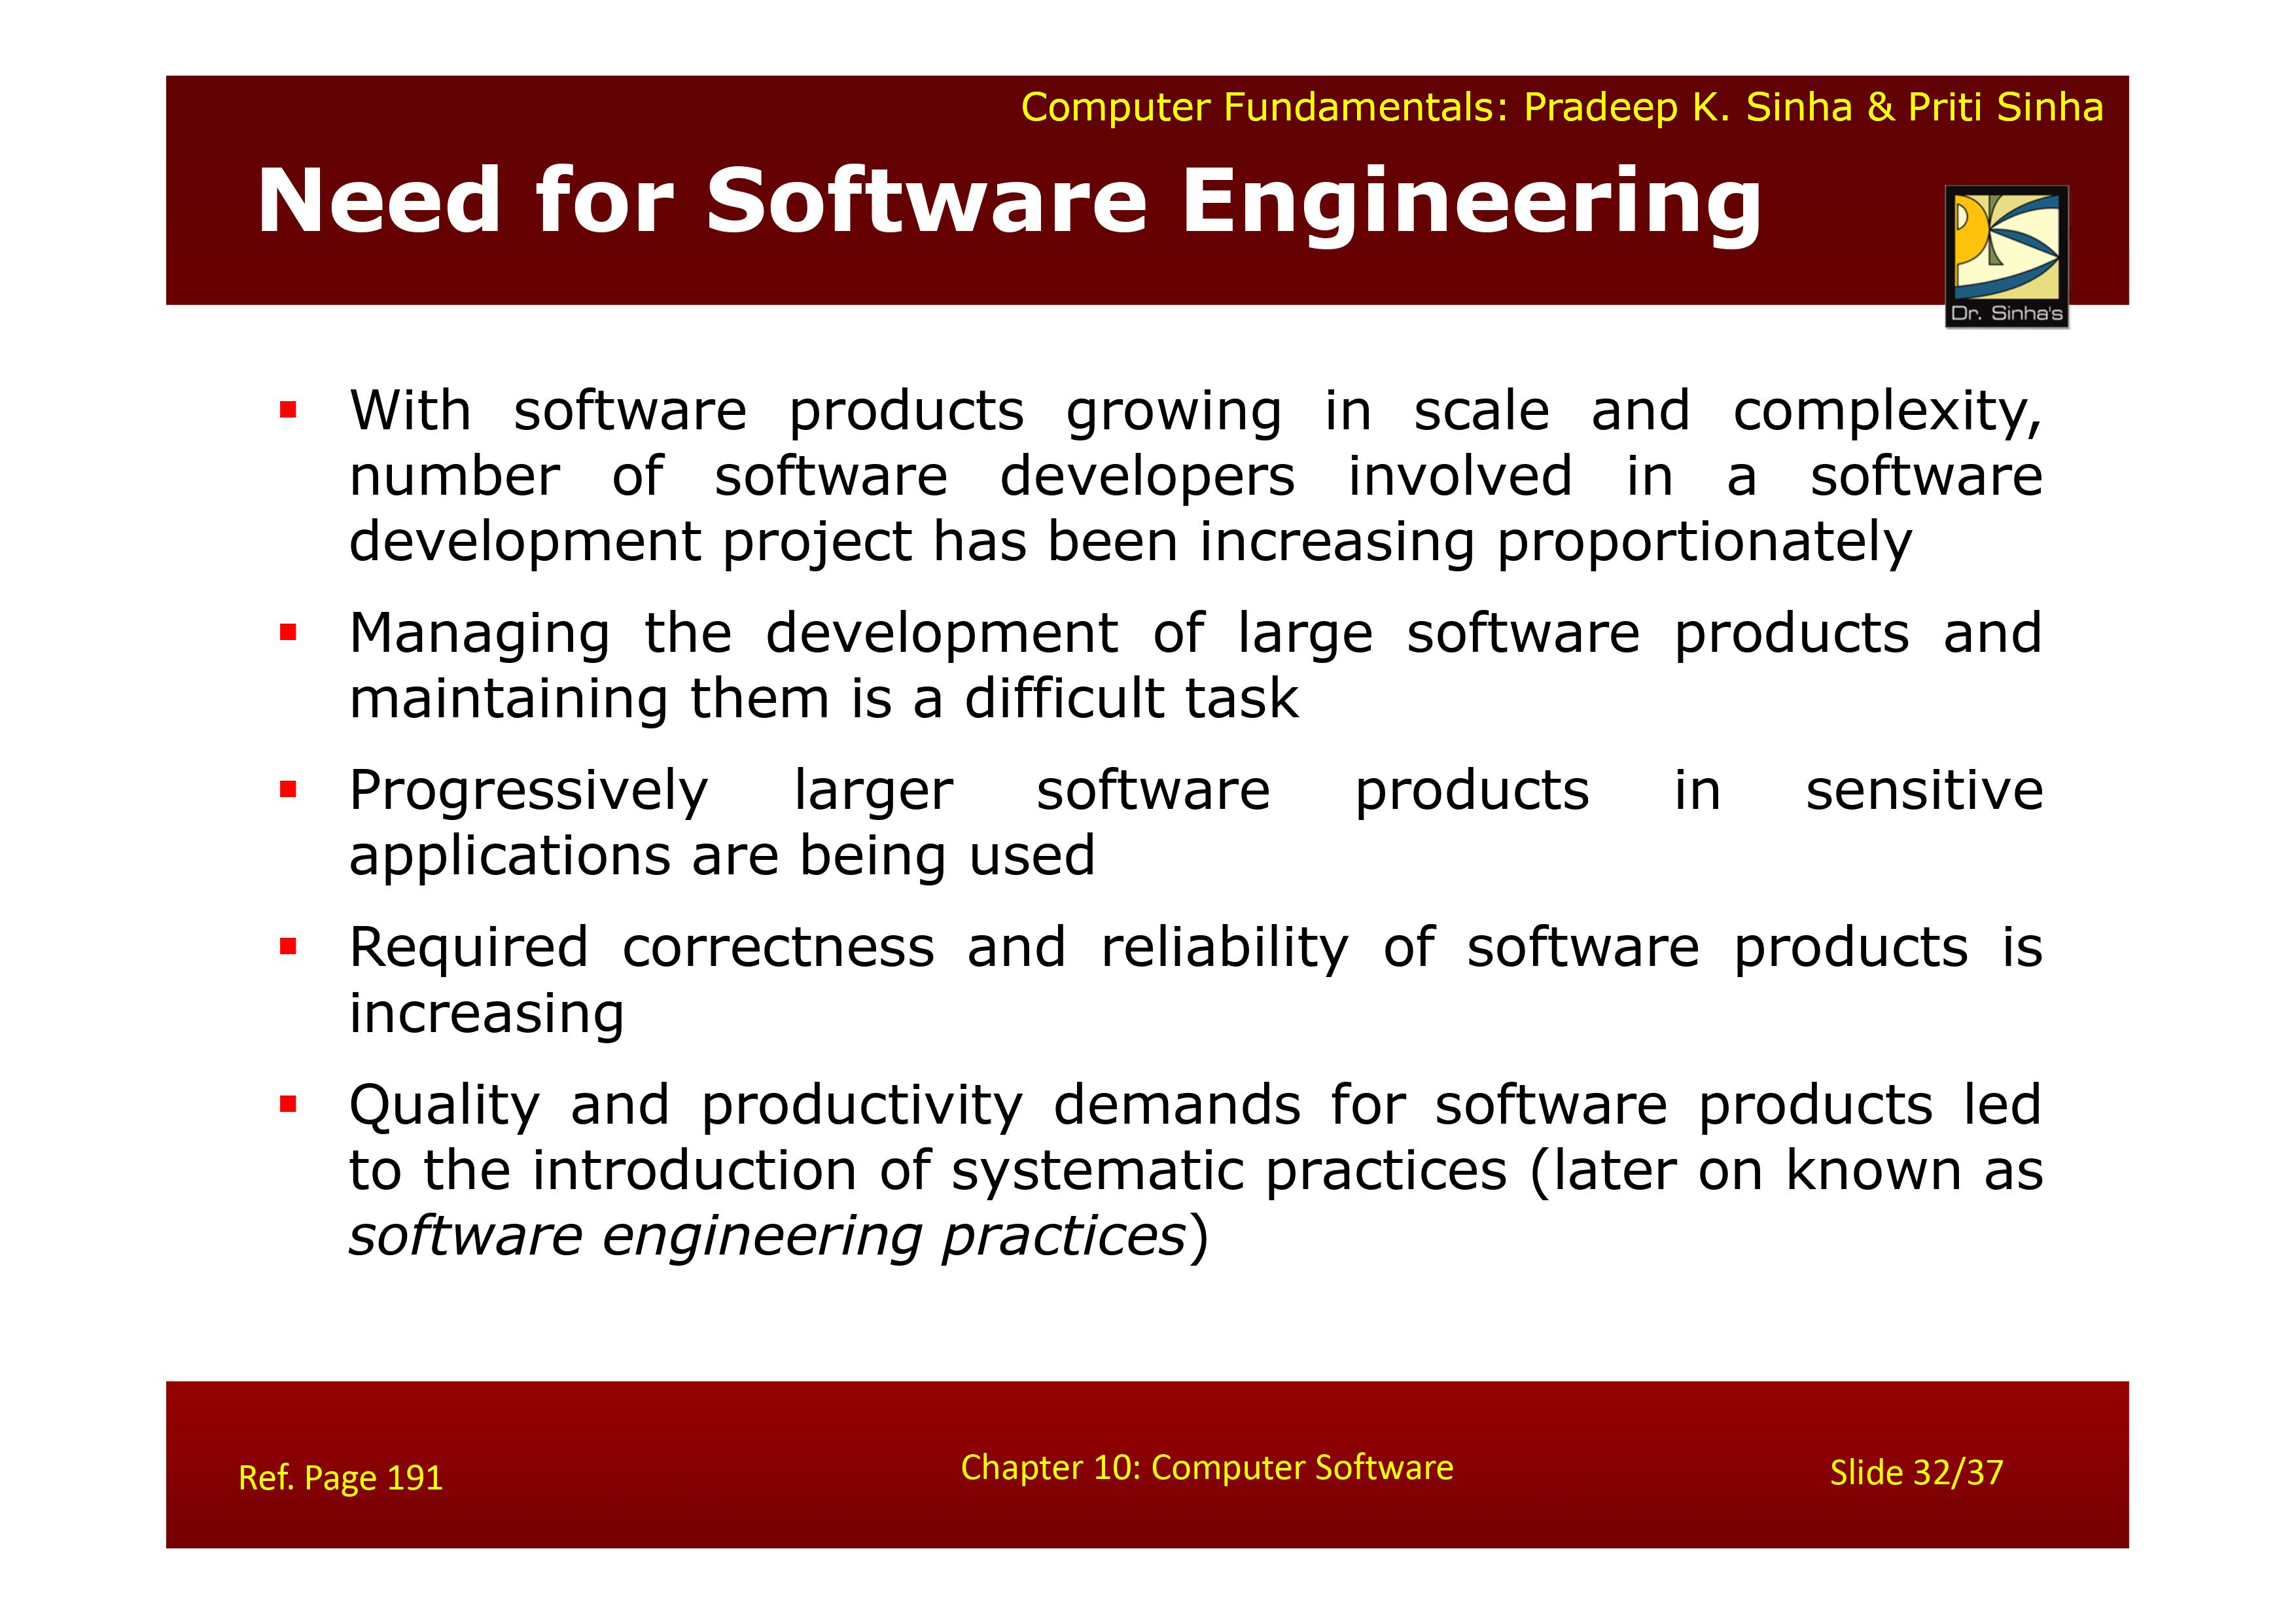 Computer Fundamentals: Pradeep K. Sinha & Priti Sinha
Need for Software Engineering
Dr. Sinha's
▪ With software products growing in scale and complexity,
number of software developers involved in a software
development project has been increasing proportionately
▪ Managing the development of large software products and
maintaining them is a difficult task
▪ Progressively larger software products in sensitive
applications are being used
▪ Required correctness and reliability of software products is
increasing
▪ Quality and productivity demands for software products led
to the introduction of systematic practices (later on known as
software engineering practices)
Ref. Page 191
Chapter 10: Computer Software
Slide 32/37